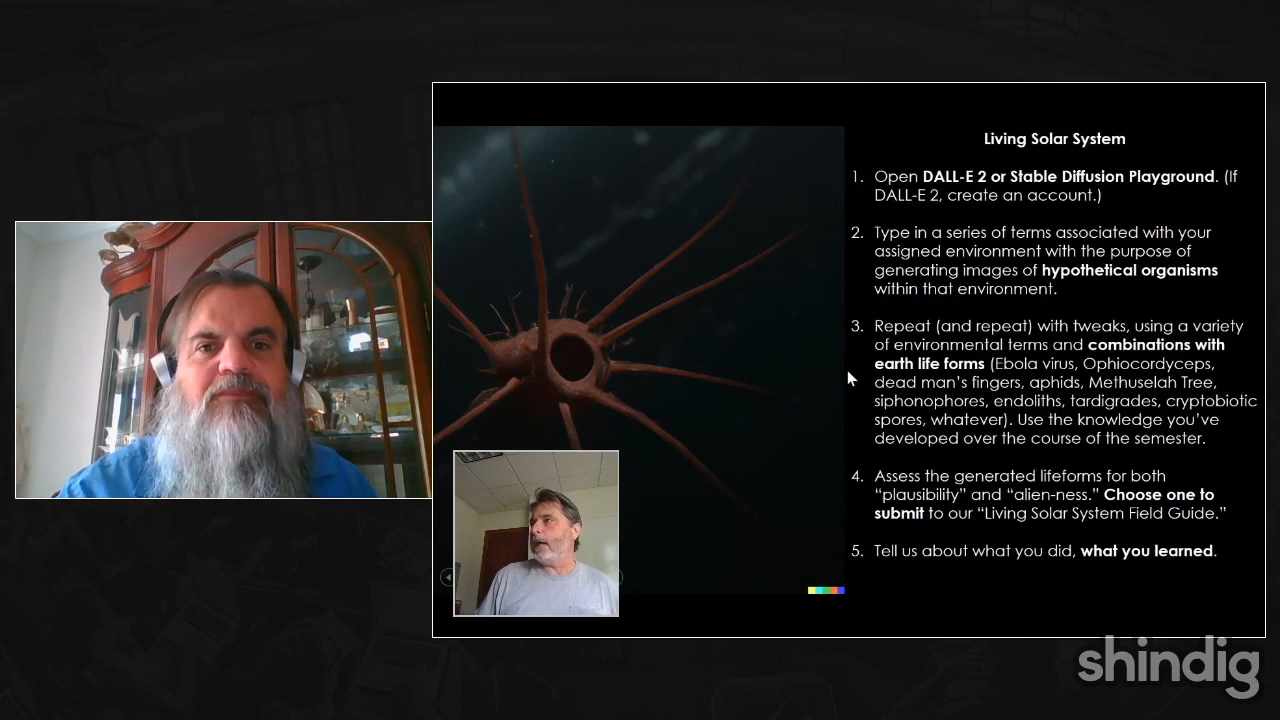 Living Solar System
1. Open DALL-E 2 or Stable Diffusion Playground. (If
DALL-E 2, create an account.)
2. Type in a series of terms associated with your
assigned environment with the purpose of
generating images of hypothetical organisms
within that environment.
3. Repeat (and repeat) with tweaks, using a variety
of environmental terms and combinations with
earth life forms (Ebola virus, Ophiocordyceps,
dead man's fingers, aphids, Methuselah Tree,
siphonophores, endoliths, tardigrades, cryptobiotic
spores, whatever). Use the knowledge you've
developed over the course of the semester.
4. Assess the generated lifeforms for both
“plausibility” and “alien-ness.” Choose one to
submit to our “Living Solar System Field Guide.”
5. Tell us about what you did, what you learned.
shindig